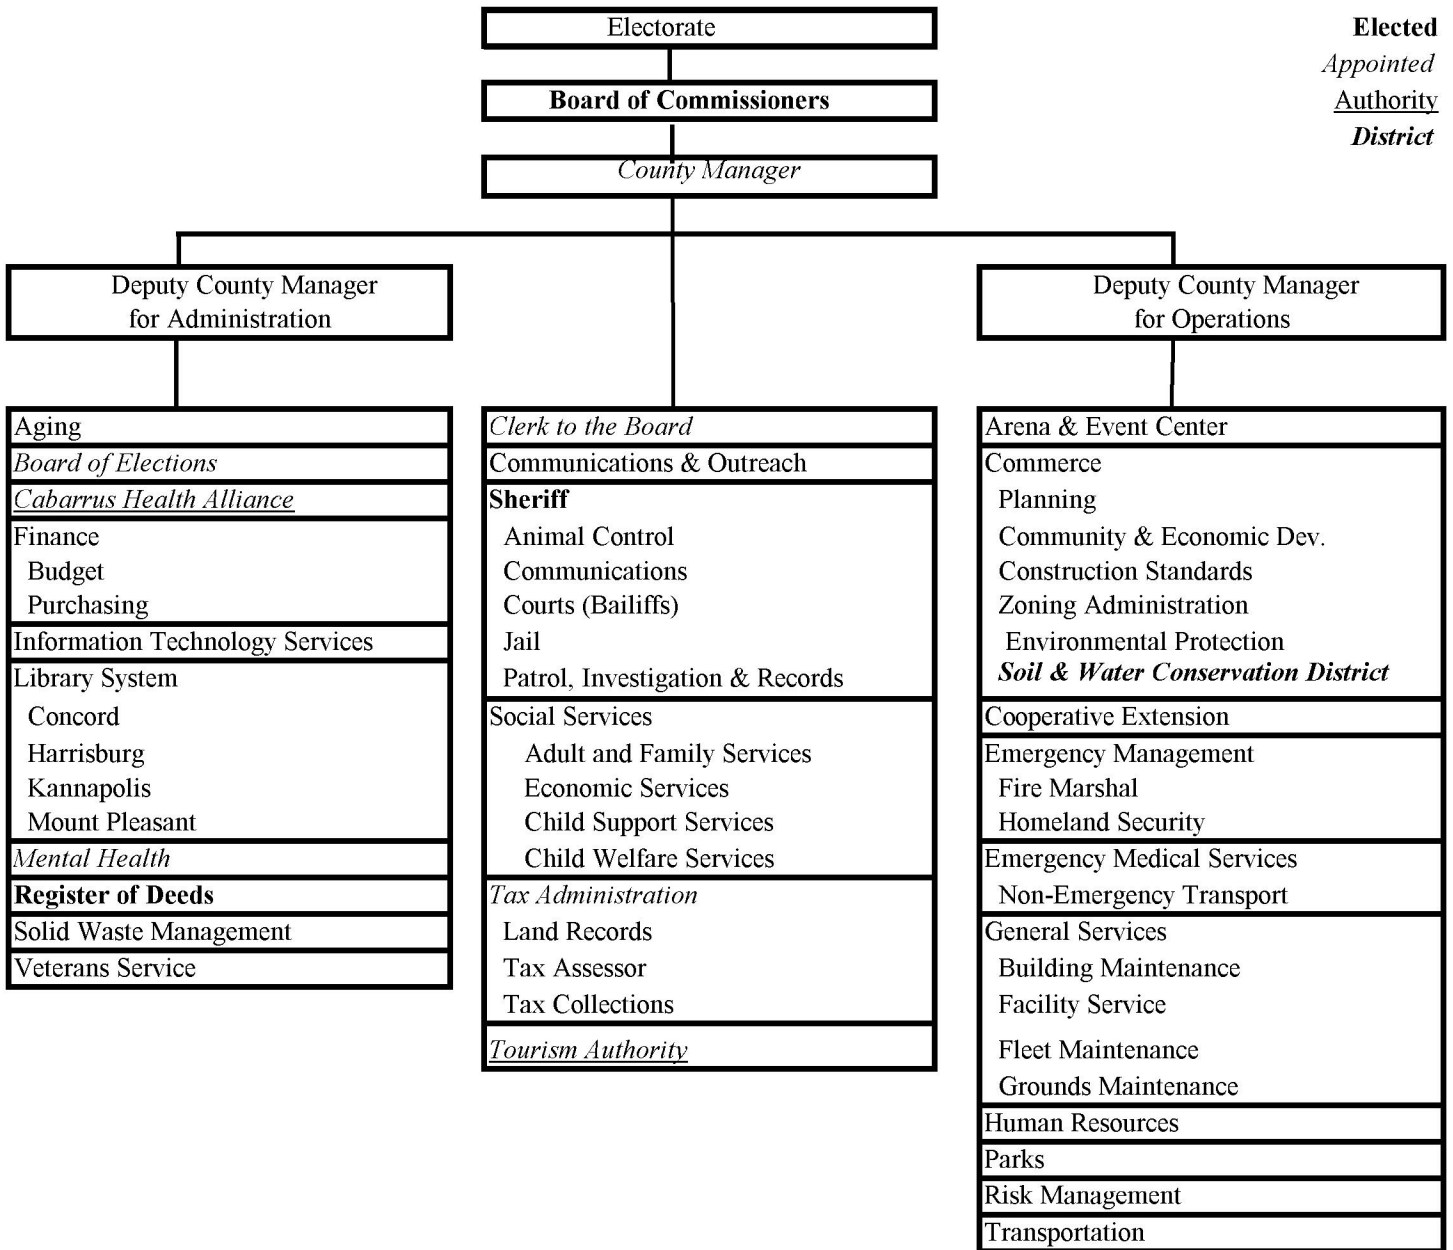 Electorate
Board of Commissioners
County Manager
Elected
Appointed
Authority
District
Deputy County Manager
for Administration
Deputy County Manager
for Operations
Aging
Board of Elections
Cabarrus Health Alliance
Finance
Budget
Purchasing
Information Technology Services
Library System
Concord
Harrisburg
Kannapolis
Mount Pleasant
Mental Health
Register of Deeds
Solid Waste Management
Veterans Service
Clerk to the Board
Communications & Outreach
Sheriff
Animal Control
Communications
Courts (Bailiffs)
Jail
Patrol, Investigation & Records
Social Services
Adult and Family Services
Economic Services
Child Support Services
Child Welfare Services
Tax Administration
Land Records
Tax Assessor
Tax Collections
Tourism Authority
Arena & Event Center
Commerce
Planning
Community & Economic Dev.
Construction Standards
Zoning Administration
Environmental Protection
Soil & Water Conservation District
Cooperative Extension
Emergency Management
Fire Marshal
Homeland Security
Emergency Medical Services
Non-Emergency Transport
General Services
Building Maintenance
Facility Service
Fleet Maintenance
Grounds Maintenance
Human Resources
Parks
Risk Management
Transportation